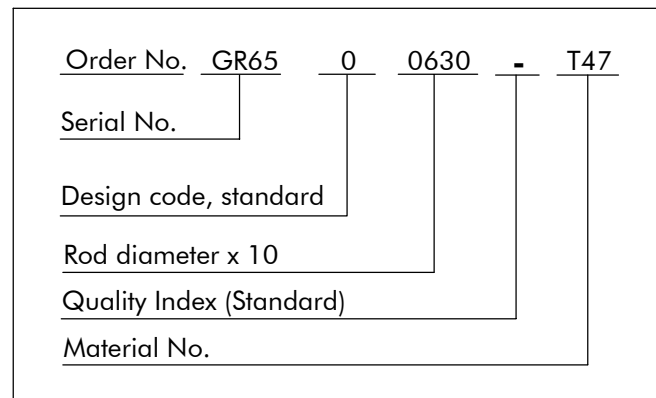 Order No. GR65 0 0630 - T47
Serial No.
Design code, standard
Rod diameter x 10
Quality Index (Standard)
Material No.